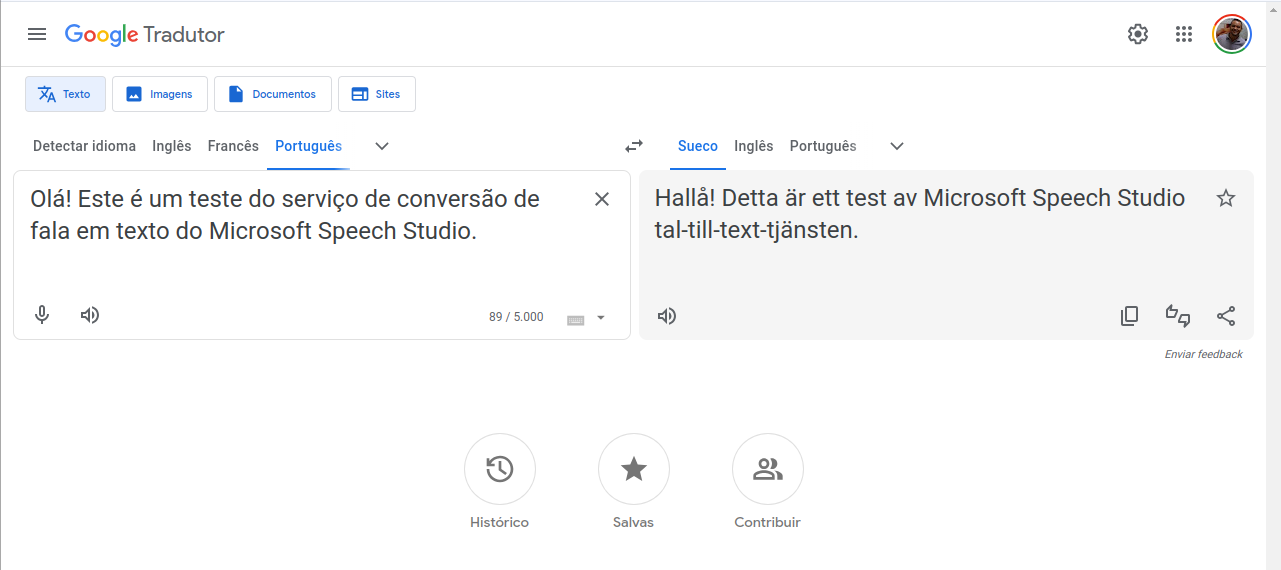 Google Tradutor
Texto
Imagens
Documentos
Sites
Detectar idioma Inglês Francês Português
Sueco Inglês Português
Olá! Este é um teste do serviço de conversão de
fala em texto do Microsoft Speech Studio.
89 / 5.000
Hallå! Detta är ett test av Microsoft Speech Studio
tal-till-text-tjänsten.
Enviar feedback
Histórico
Salvas
Contribuir